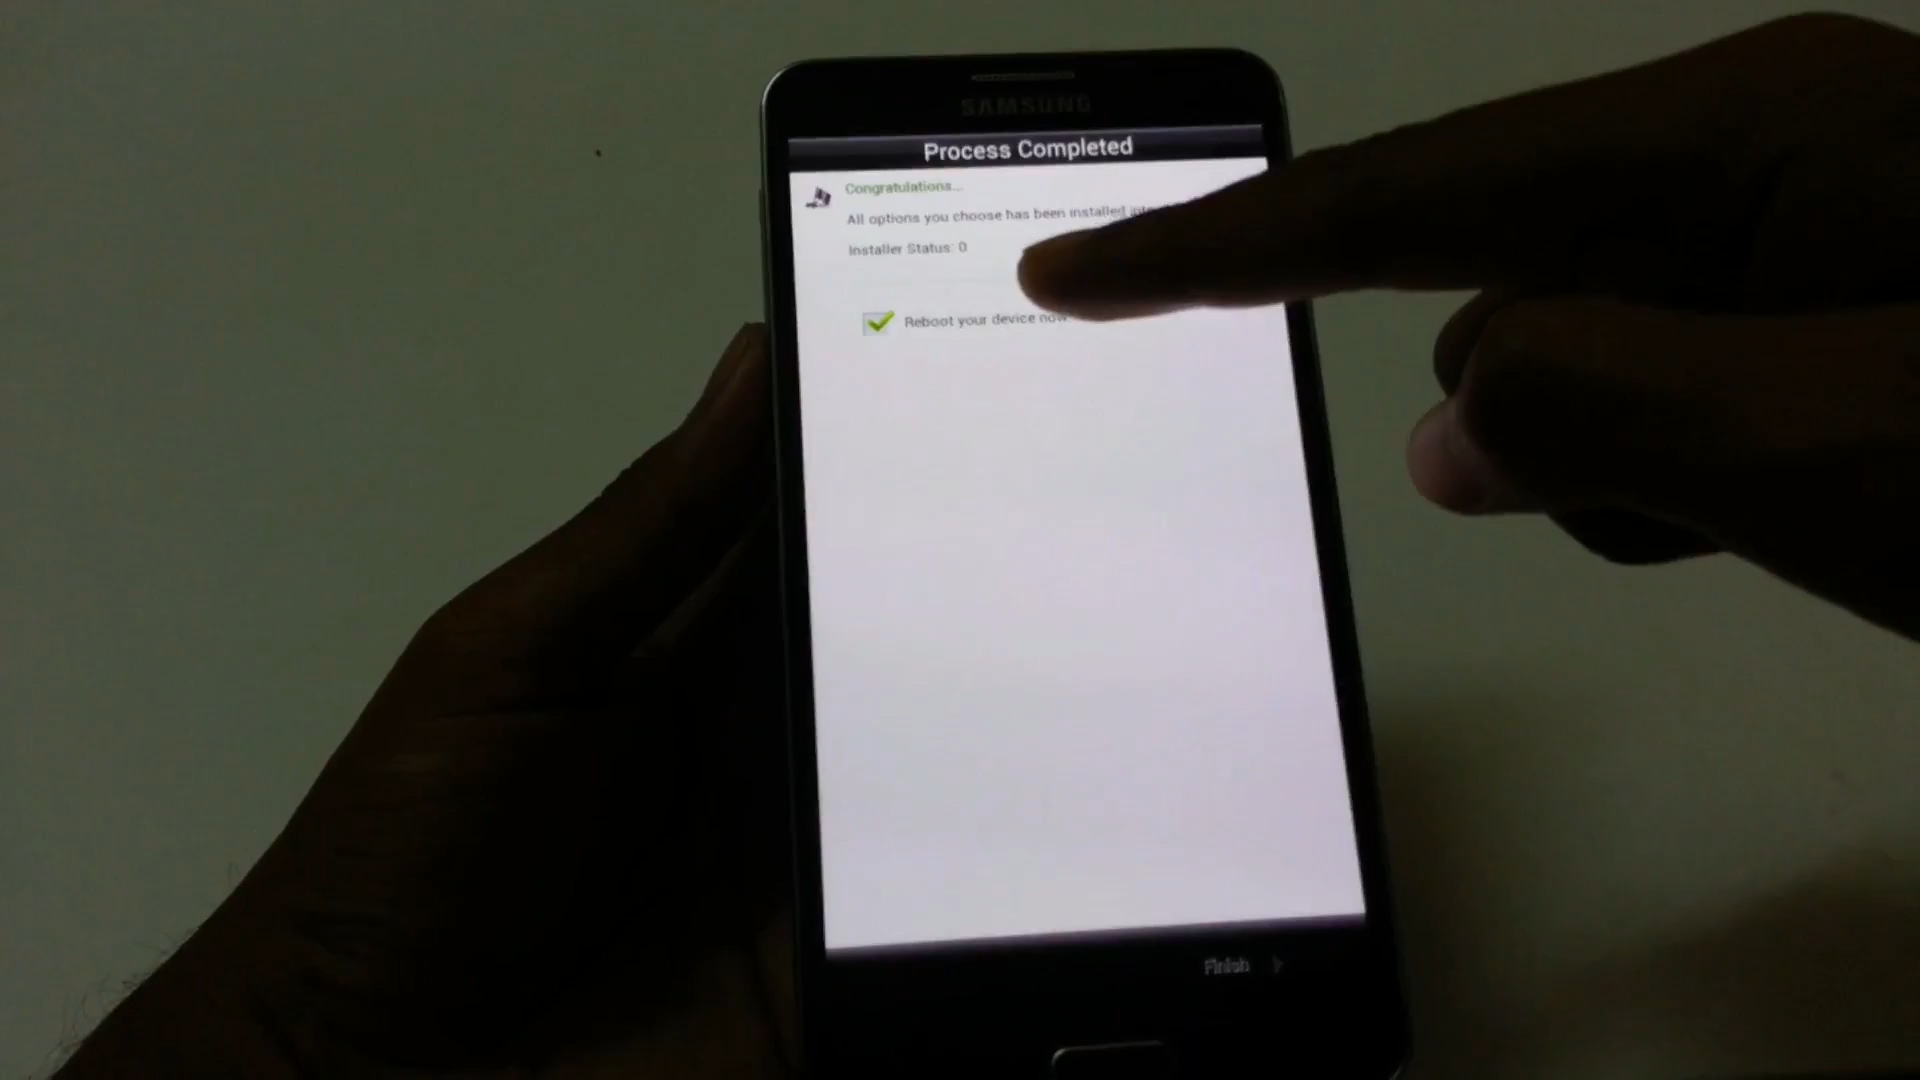 SAMSUNG
Process Completed
Congratulations...
All options you choose has been installed
Installer Status: 0
Reboot your device now
Finish